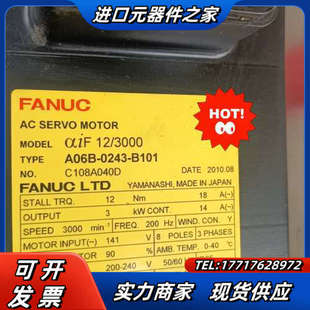 进口元器件之家
FANUC
HOT!
AC SERVO MOTOR
MODEL αiF 12/3000
TYPE A06B-0243-B101
NO. C108A040D DATE 2010.08
FANUC LTD YAMANASHI, MADE IN JAPAN
STALL TRQ. 12 Nm 18 A(~)
OUTPUT 3 kW CONT. 14 A(~)
SPEED 3000 min⁻¹ FREQ. 200 Hz WIND. CON. Y
MOTOR INPUT(~) 141 V 8 POLES 3 PHASES
MOTOR 90 % AMB. TEMP. 0-40 ℃
200-240 V 50/60
可开发票
TEL:17717628972
实力商家 现货供应